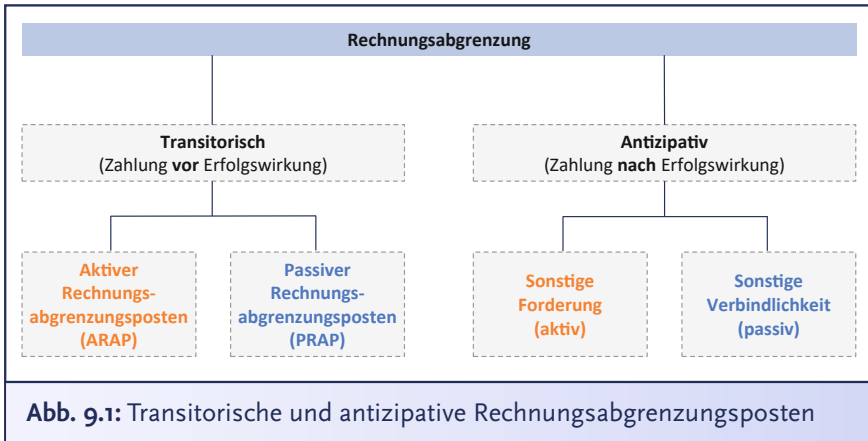 Rechnungsabgrenzung
Transitorisch
(Zahlung vor Erfolgswirkung)
Antizipativ
(Zahlung nach Erfolgswirkung)
Aktiver
Rechnungs-
abgrenzungsposten
(ARAP)
Passiver
Rechnungs-
abgrenzungsposten
(PRAP)
Sonstige
Forderung
(aktiv)
Sonstige
Verbindlichkeit
(passiv)
Abb. 9.1: Transitorische und antizipative Rechnungsabgrenzungsposten